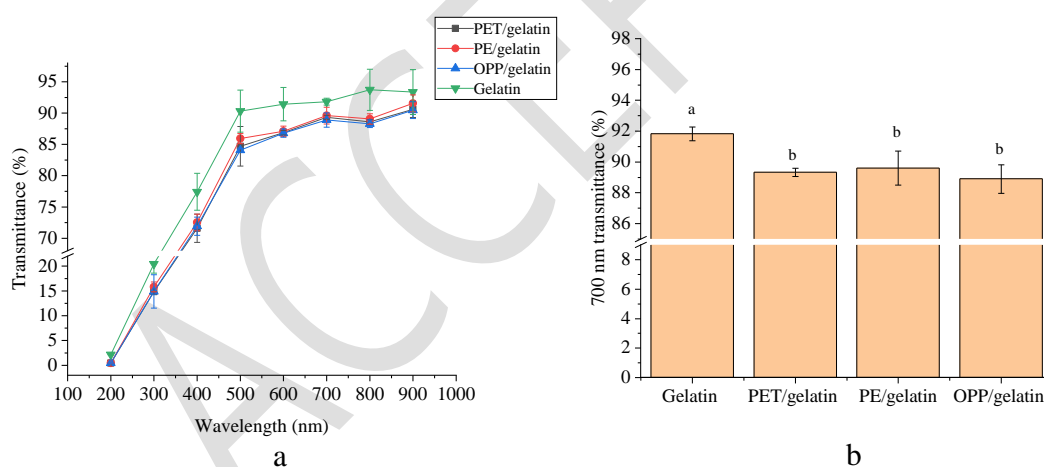 PET/gelatin
PE/gelatin
OPP/gelatin
Gelatin
95
90
85
80
75
70
20
15
10
5
0
100 200 300 400 500 600 700 800 900 1000
Transmittance (%)
Wavelength (nm)
a
98
96
94
92
90
88
86
8
6
4
2
0
700 nm transmittance (%)
a
b
b
b
Gelatin PET/gelatin PE/gelatin OPP/gelatin
b
ACCE